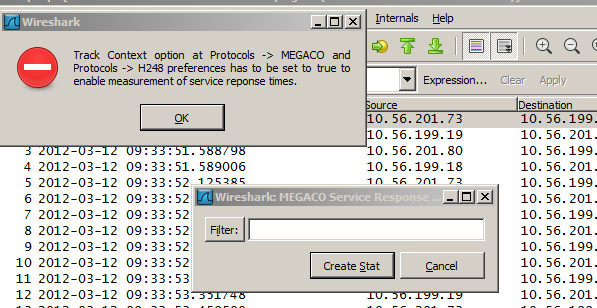 Internals Help
Wireshark
Track Context option at Protocols -> MEGACO and
Protocols -> H248 preferences has to be set to true to
enable measurement of service reponse times.
OK
Expression... Clear Apply
Source Destination
10.56.201.73 10.56.199.
10.56.199.19 10.56.201.
3 2012-03-12 09:33:51.588798 10.56.201.80 10.56.199.
4 2012-03-12 09:33:51.589006 10.56.199.18 10.56.201.
5 2012-03-12 09:33:52.125385 10.56.201.73 10.56.199.
Wireshark: MEGACO Service Response ...
6 2012-03-12 09:33:52
7 2012-03-12 09:33:52
Filter:
8 2012-03-12 09:33:52
9 2012-03-12 09:33:52
10 2012-03-12 09:33:52
Create Stat Cancel
11 2012-03-12 09:33:53
12 2012-03-12 09:33:53.351748 10.56.199.19 10.56.201.